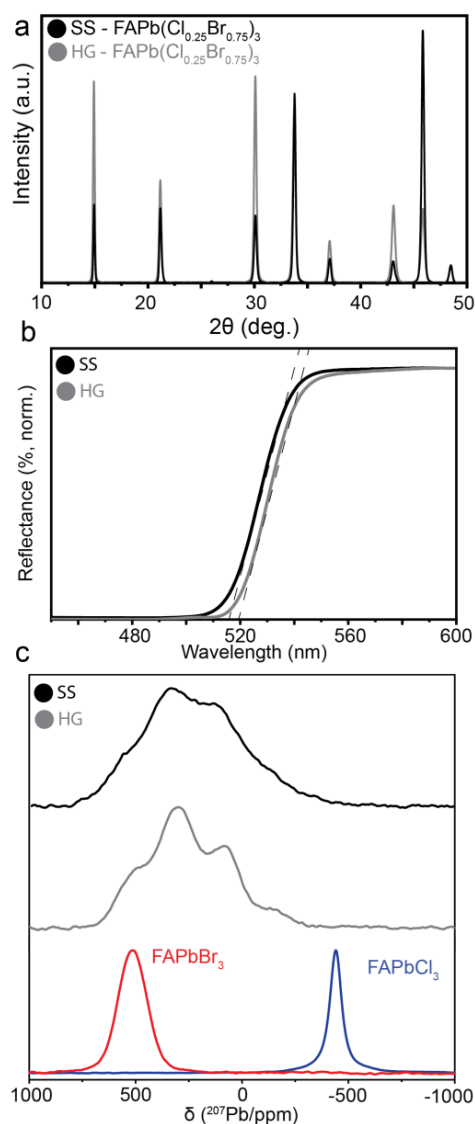 a
SS - FAPb(Cl0.25Br0.75)3
HG - FAPb(Cl0.25Br0.75)3
Intensity (a.u.)
10 20 30 40 50
2θ (deg.)
b
SS
HG
Reflectance (%, norm.)
480 520 560 600
Wavelength (nm)
c
SS
HG
FAPbBr3
FAPbCl3
1000 500 0 -500 -1000
δ (207Pb/ppm)